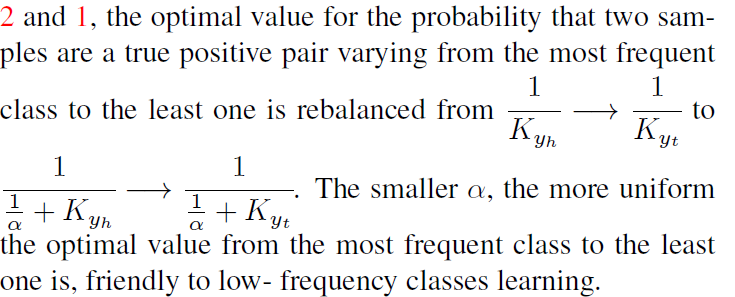 2 and 1, the optimal value for the probability that two sam-
ples are a true positive pair varying from the most frequent
class to the least one is rebalanced from $\frac{1}{K_{y_h}} \longrightarrow \frac{1}{K_{y_t}}$ to
$\frac{1}{\frac{1}{\alpha} + K_{y_h}} \longrightarrow \frac{1}{\frac{1}{\alpha} + K_{y_t}}$. The smaller $\alpha$, the more uniform
the optimal value from the most frequent class to the least
one is, friendly to low- frequency classes learning.